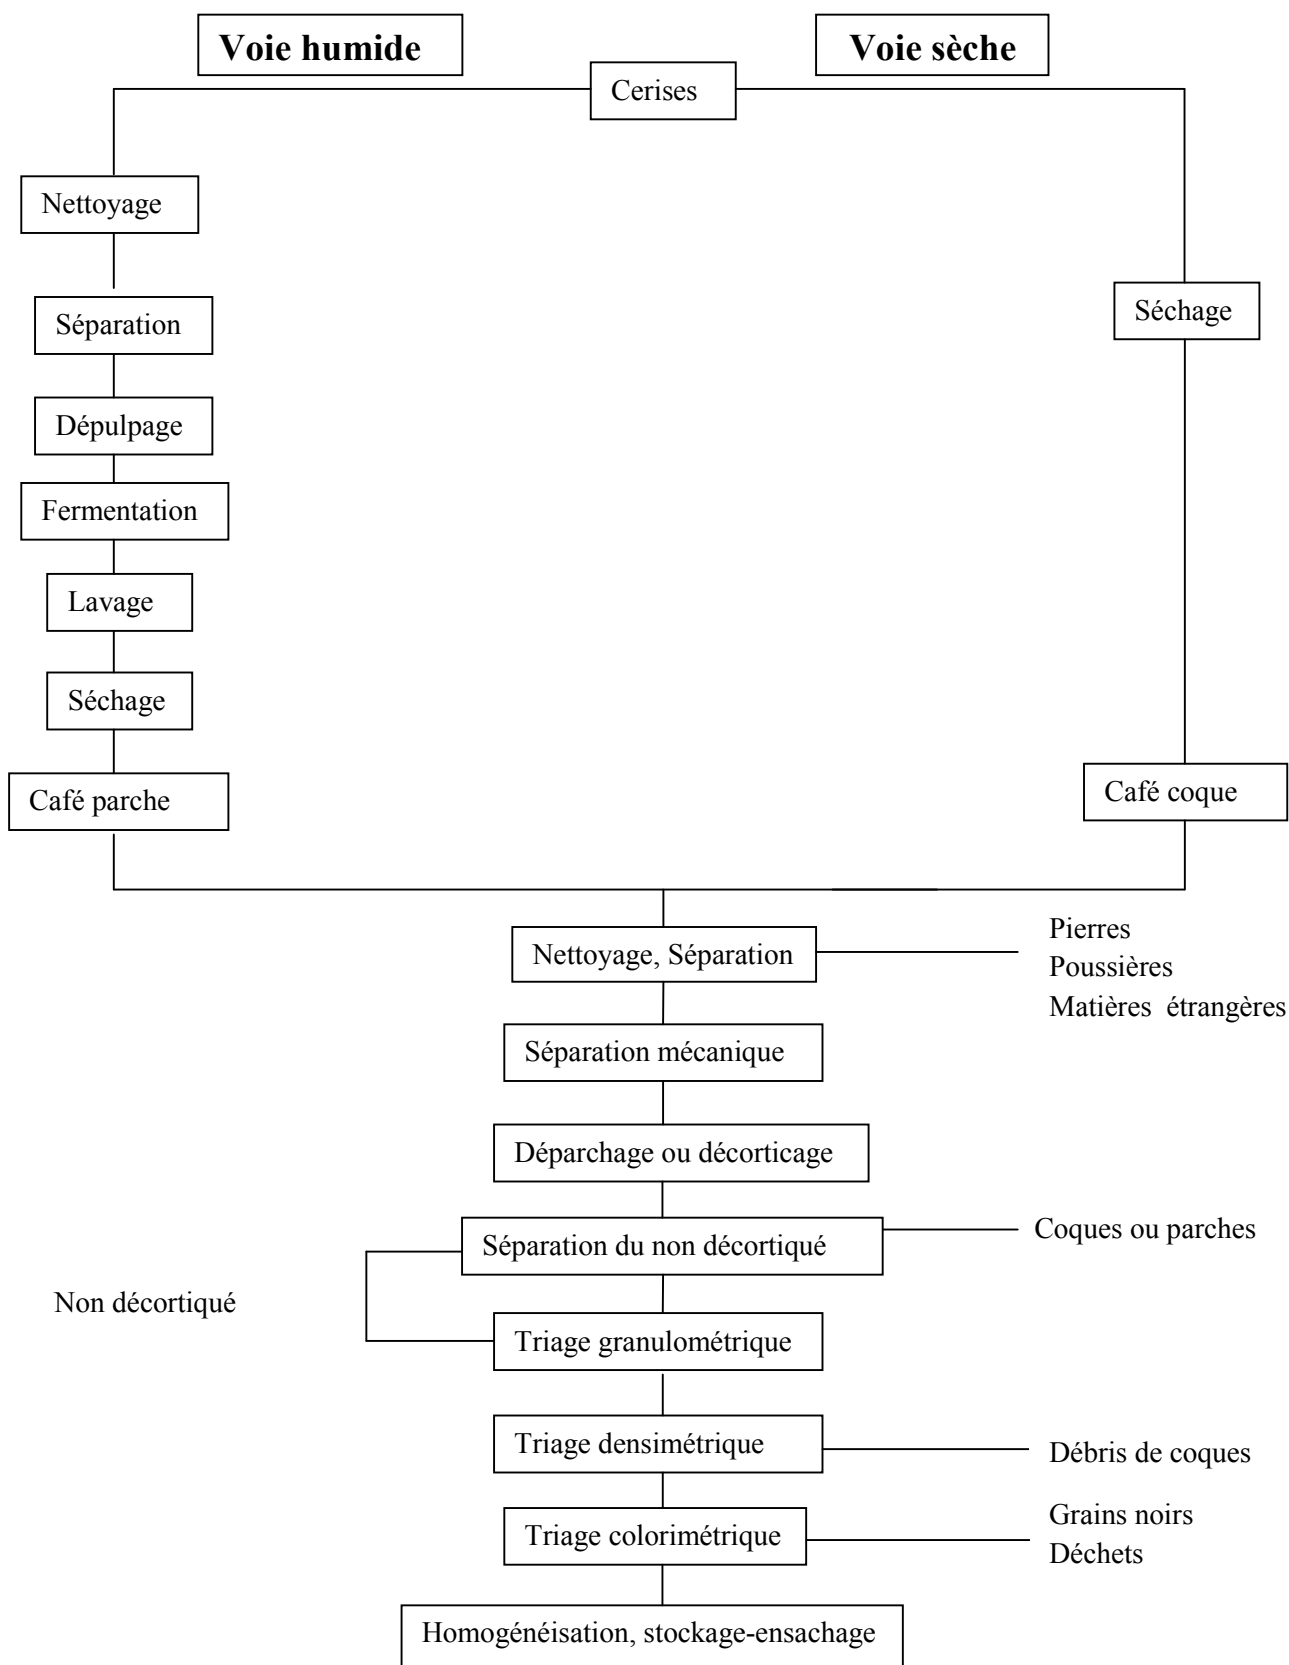 Voie humide
Voie sèche
Cerises
Nettoyage
Séparation
Séchage
Dépulpage
Fermentation
Lavage
Séchage
Café parche
Café coque
Nettoyage, Séparation
Pierres
Poussières
Matières étrangères
Séparation mécanique
Déparchage ou décorticage
Séparation du non décortiqué
Coques ou parches
Non décortiqué
Triage granulométrique
Triage densimétrique
Débris de coques
Triage colorimétrique
Grains noirs
Déchets
Homogénéisation, stockage-ensachage